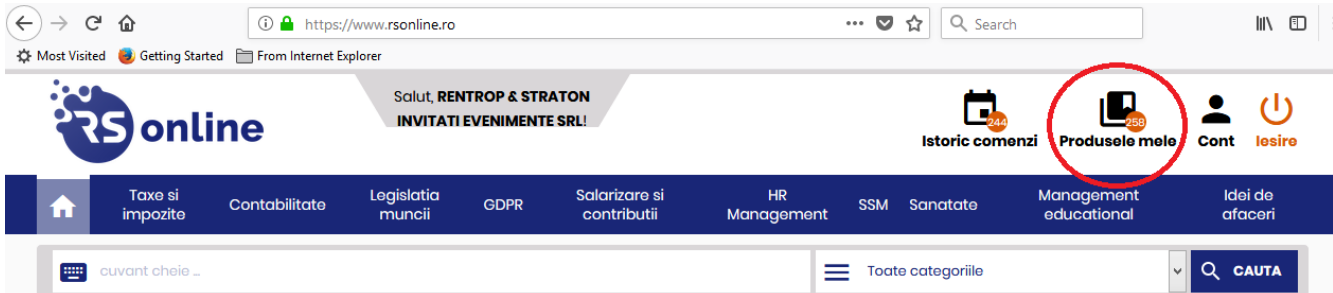 https://www.rsonline.ro
Search
Most Visited Getting Started From Internet Explorer
RS online
Salut, RENTROP & STRATON
INVITATI EVENIMENTE SRL!
244
Istoric comenzi
258
Produsele mele
Cont
Iesire
Taxe si
impozite
Contabilitate
Legislatia
muncii
GDPR
Salarizare si
contributii
HR
Management
SSM
Sanatate
Management
educational
Idei de
afaceri
cuvant cheie ...
Toate categoriile
CAUTA